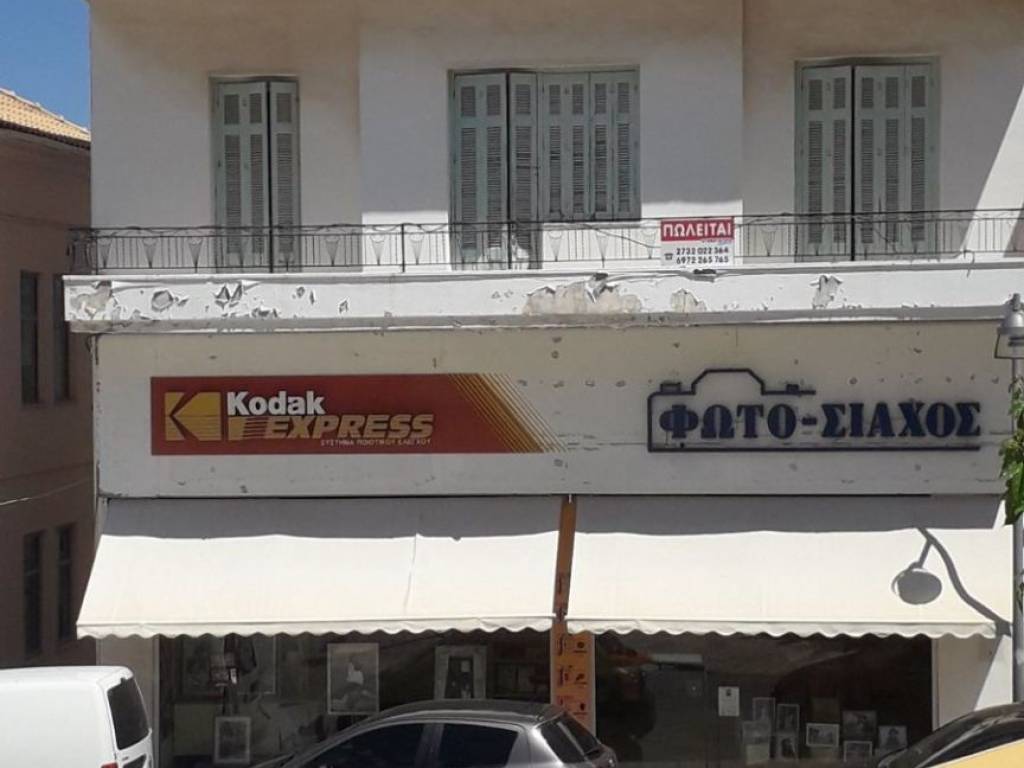 ΠΩΛΕΙΤΑΙ
2732 022 364
6972 265 765
Kodak
EXPRESS
ΣΥΣΤΗΜΑ ΠΟΙΟΤΙΚΟΥ ΕΛΕΓΧΟΥ
ΦΩΤΟ-ΣΙΑΧΟΣ